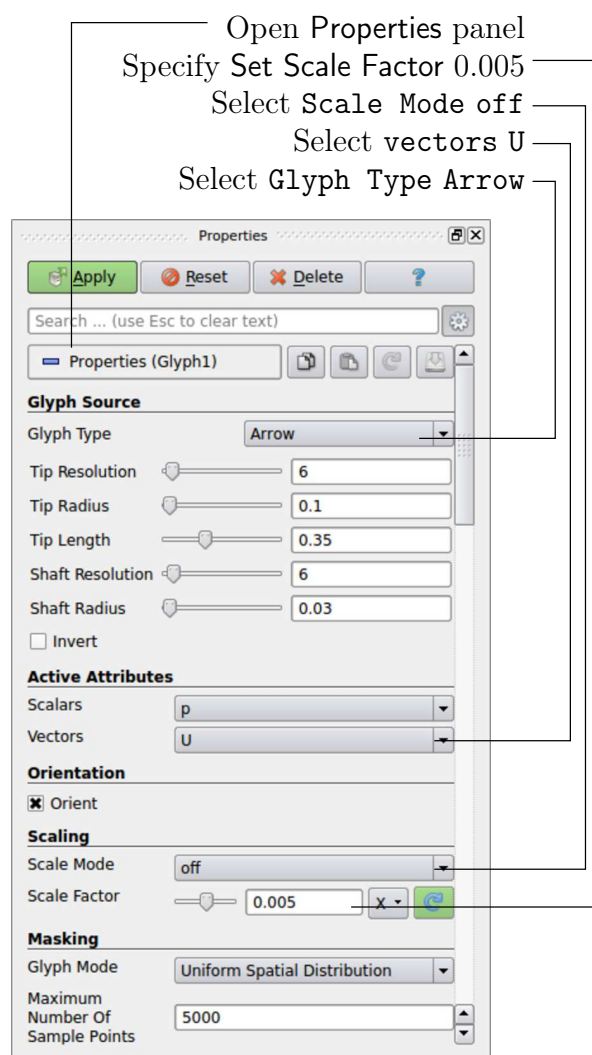 Open Properties panel
Specify Set Scale Factor 0.005
Select Scale Mode off
Select vectors U
Select Glyph Type Arrow
Properties
Apply Reset Delete ?
Search ... (use Esc to clear text)
Properties (Glyph1)
Glyph Source
Glyph Type Arrow
Tip Resolution 6
Tip Radius 0.1
Tip Length 0.35
Shaft Resolution 6
Shaft Radius 0.03
Invert
Active Attributes
Scalars p
Vectors U
Orientation
Orient
Scaling
Scale Mode off
Scale Factor 0.005 X
Masking
Glyph Mode Uniform Spatial Distribution
Maximum
Number Of 5000
Sample Points